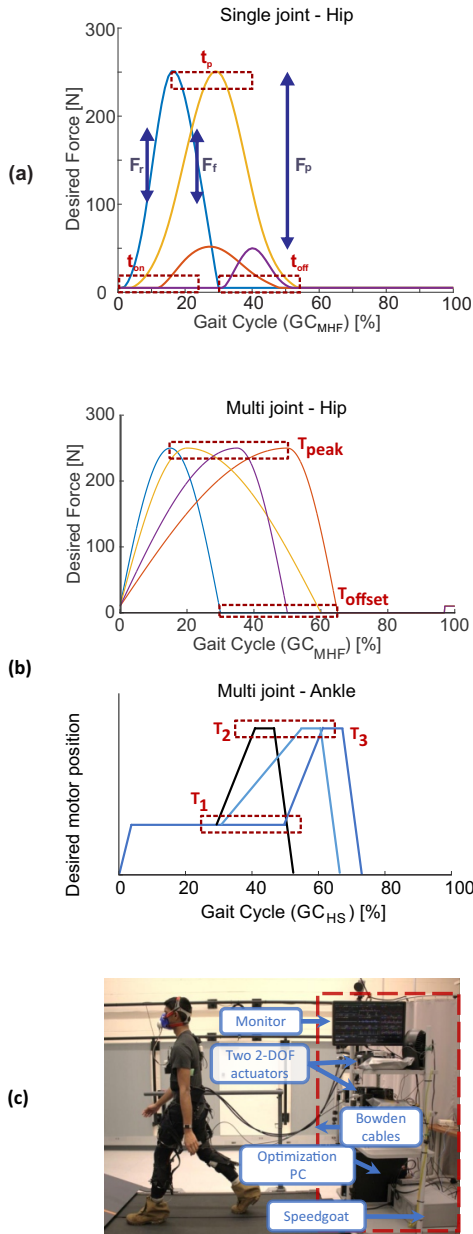 Single joint - Hip
300
200
100
0
Desired Force [N]
t_p
F_r
F_f
F_p
t_on
t_off
0 20 40 60 80 100
Gait Cycle (GC_MHF) [%]
(a)
Multi joint - Hip
300
200
100
0
Desired Force [N]
T_peak
T_offset
0 20 40 60 80 100
Gait Cycle (GC_MHF) [%]
(b)
Multi joint - Ankle
Desired motor position
T_2
T_3
T_1
0 20 40 60 80 100
Gait Cycle (GC_HS) [%]
(c)
Monitor
Two 2-DOF
actuators
Bowden
cables
Optimization
PC
Speedgoat